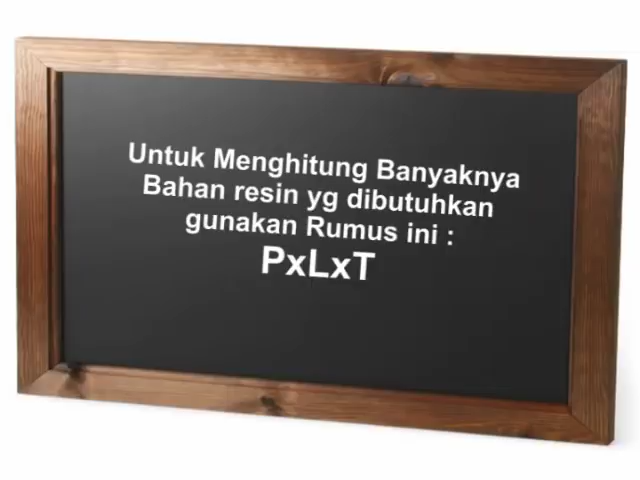 Untuk Menghitung Banyaknya
Bahan resin yg dibutuhkan
gunakan Rumus ini :
PxLxT